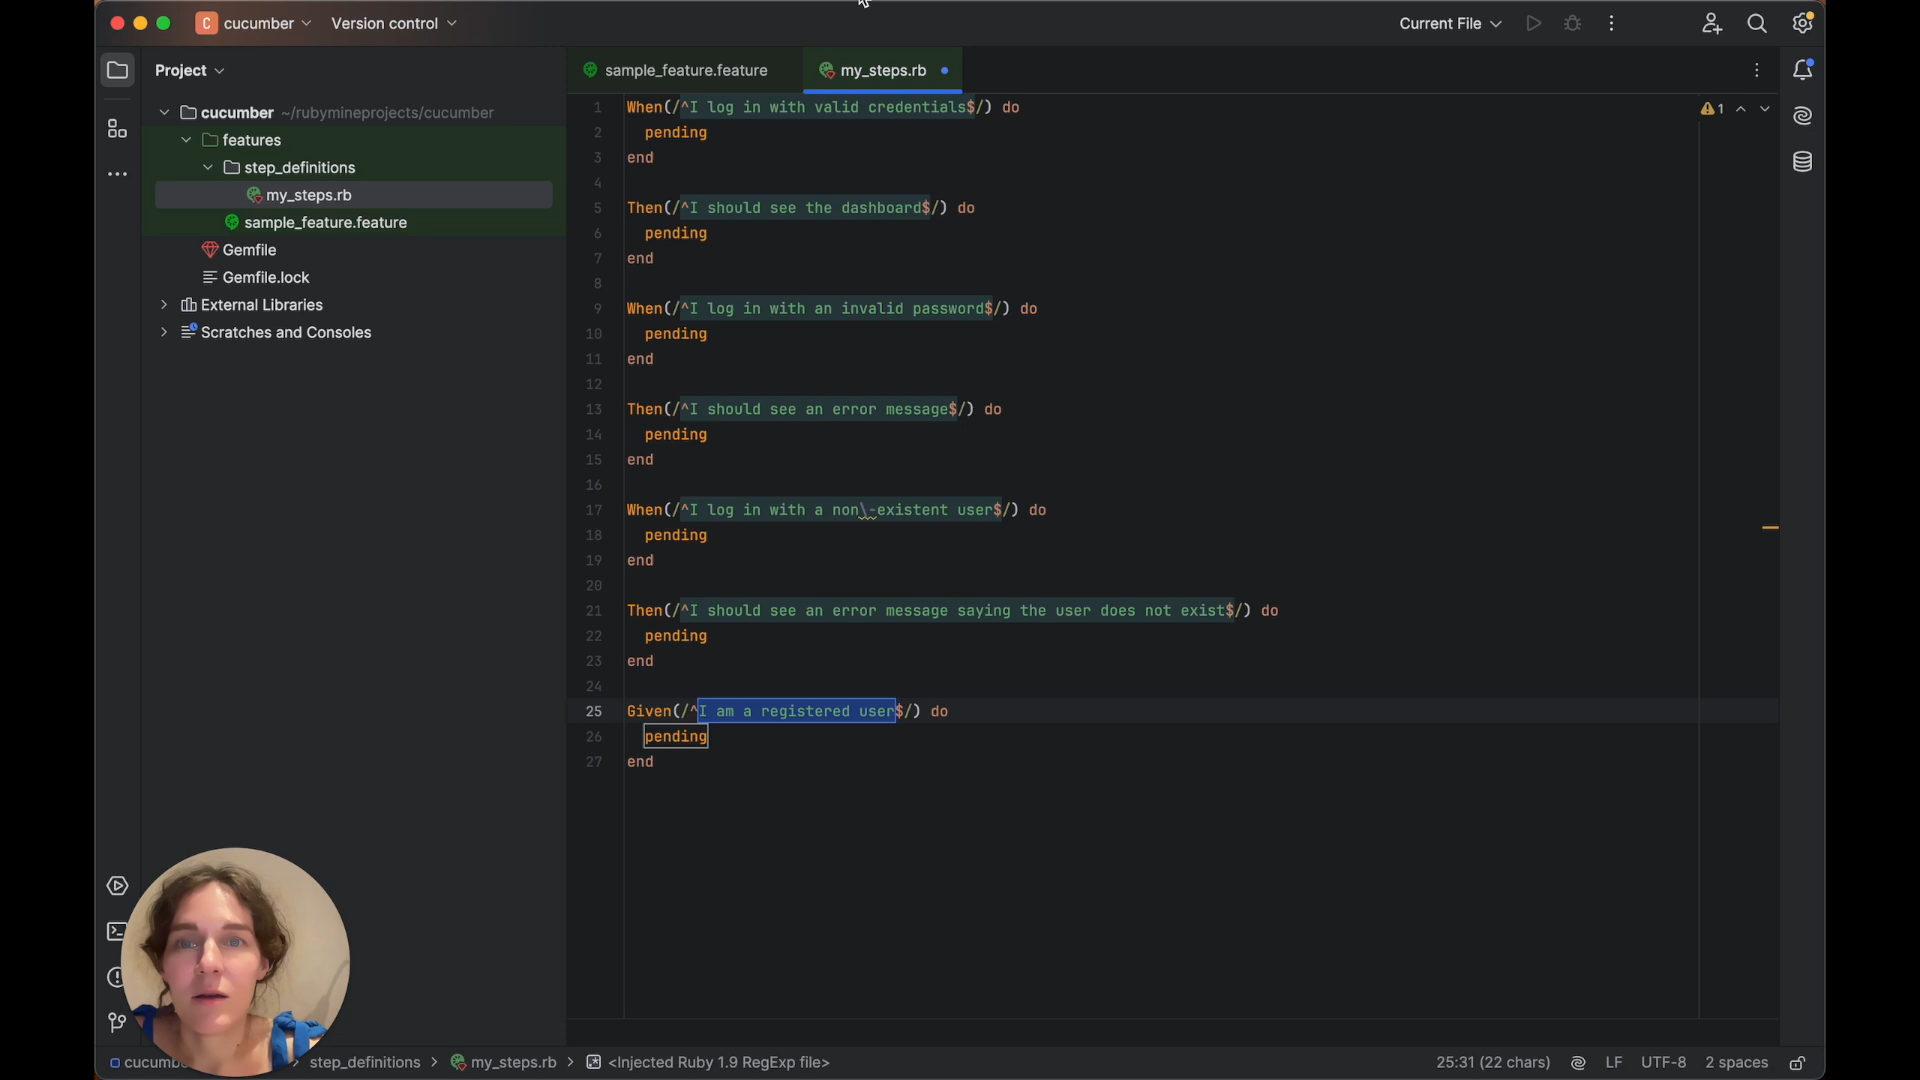 C cucumber Version control Current File
Project
sample_feature.feature my_steps.rb
cucumber ~/rubymineprojects/cucumber
features
step_definitions
my_steps.rb
sample_feature.feature
Gemfile
Gemfile.lock
External Libraries
Scratches and Consoles
1 When(/^I log in with valid credentials$/) do
2 pending
3 end
4
5 Then(/^I should see the dashboard$/) do
6 pending
7 end
8
9 When(/^I log in with an invalid password$/) do
10 pending
11 end
12
13 Then(/^I should see an error message$/) do
14 pending
15 end
16
17 When(/^I log in with a non\-existent user$/) do
18 pending
19 end
20
21 Then(/^I should see an error message saying the user does not exist$/) do
22 pending
23 end
24
25 Given(/^I am a registered user$/) do
26 pending
27 end
1
cucumb step_definitions my_steps.rb <Injected Ruby 1.9 RegExp file> 25:31 (22 chars) LF UTF-8 2 spaces